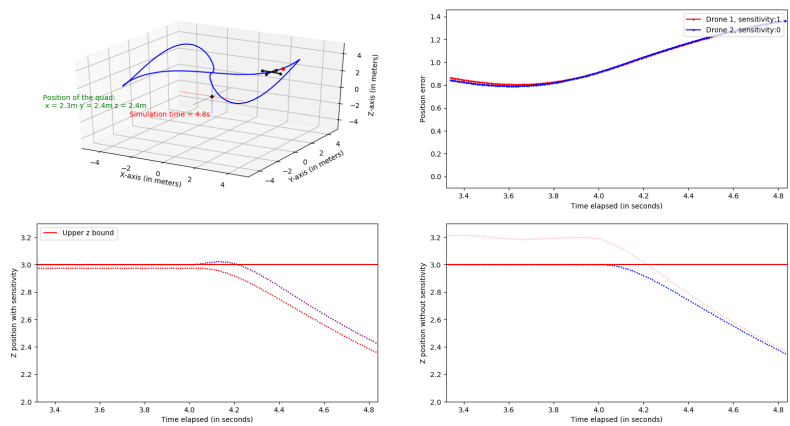 Position of the quad:
x = 2.3m y = 2.4m z = 2.4m
Simulation time = 4.8s
4
2
0
−2
−4
Z-axis (in meters)
−4
−2
0
2
4
X-axis (in meters)
−4
−2
0
2
4
Y-axis (in meters)
Drone 1, sensitivity:1
Drone 2, sensitivity:0
1.4
1.2
1.0
0.8
0.6
0.4
0.2
0.0
Position error
3.4 3.6 3.8 4.0 4.2 4.4 4.6 4.8
Time elapsed (in seconds)
Upper z bound
3.2
3.0
2.8
2.6
2.4
2.2
2.0
Z position with sensitivity
3.4 3.6 3.8 4.0 4.2 4.4 4.6 4.8
Time elapsed (in seconds)
3.2
3.0
2.8
2.6
2.4
2.2
2.0
Z position without sensitivity
3.4 3.6 3.8 4.0 4.2 4.4 4.6 4.8
Time elapsed (in seconds)